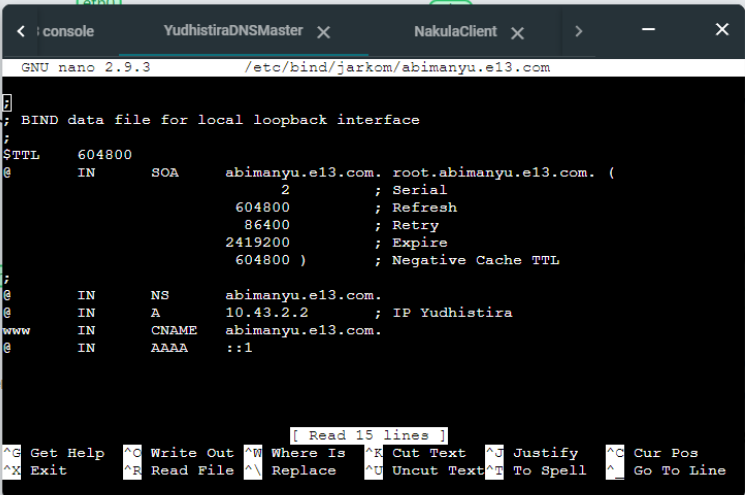 console YudhistiraDNSMaster NakulaClient
GNU nano 2.9.3 /etc/bind/jarkom/abimanyu.e13.com
;
; BIND data file for local loopback interface
;
$TTL 604800
@ IN SOA abimanyu.e13.com. root.abimanyu.e13.com. (
2 ; Serial
604800 ; Refresh
86400 ; Retry
2419200 ; Expire
604800 ) ; Negative Cache TTL
;
@ IN NS abimanyu.e13.com.
@ IN A 10.43.2.2 ; IP Yudhistira
www IN CNAME abimanyu.e13.com.
@ IN AAAA ::1
[ Read 15 lines ]
^G Get Help ^O Write Out ^W Where Is ^K Cut Text ^J Justify ^C Cur Pos
^X Exit ^R Read File ^\ Replace ^U Uncut Text ^T To Spell ^_ Go To Line